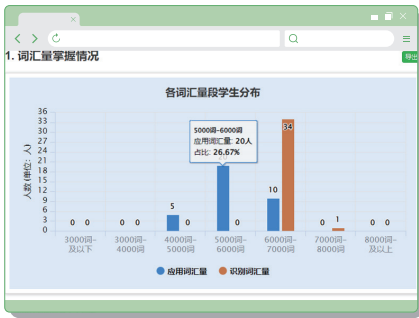 1. 词汇量掌握情况
导出
各词汇量段学生分布
人数(单位：人)
36
33
30
27
24
21
18
15
12
9
6
3
0
0 0
0 0
5
0
5000词-6000词
应用词汇量: 20人
占比: 26.67%
0
10
34
0 1
0 0
3000词-
及以下
3000词-
4000词
4000词-
5000词
5000词-
6000词
6000词-
7000词
7000词-
8000词
8000词-
及以上
应用词汇量 识别词汇量